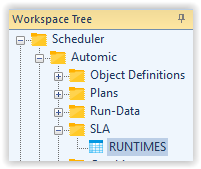 Workspace Tree
Scheduler
Automic
Object Definitions
Plans
Run-Data
SLA
RUNTIMES